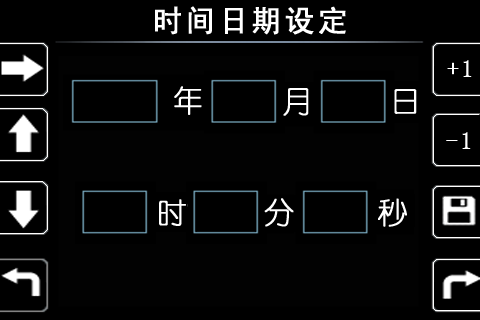 时间日期设定
+1
年 月 日
-1
时 分 秒